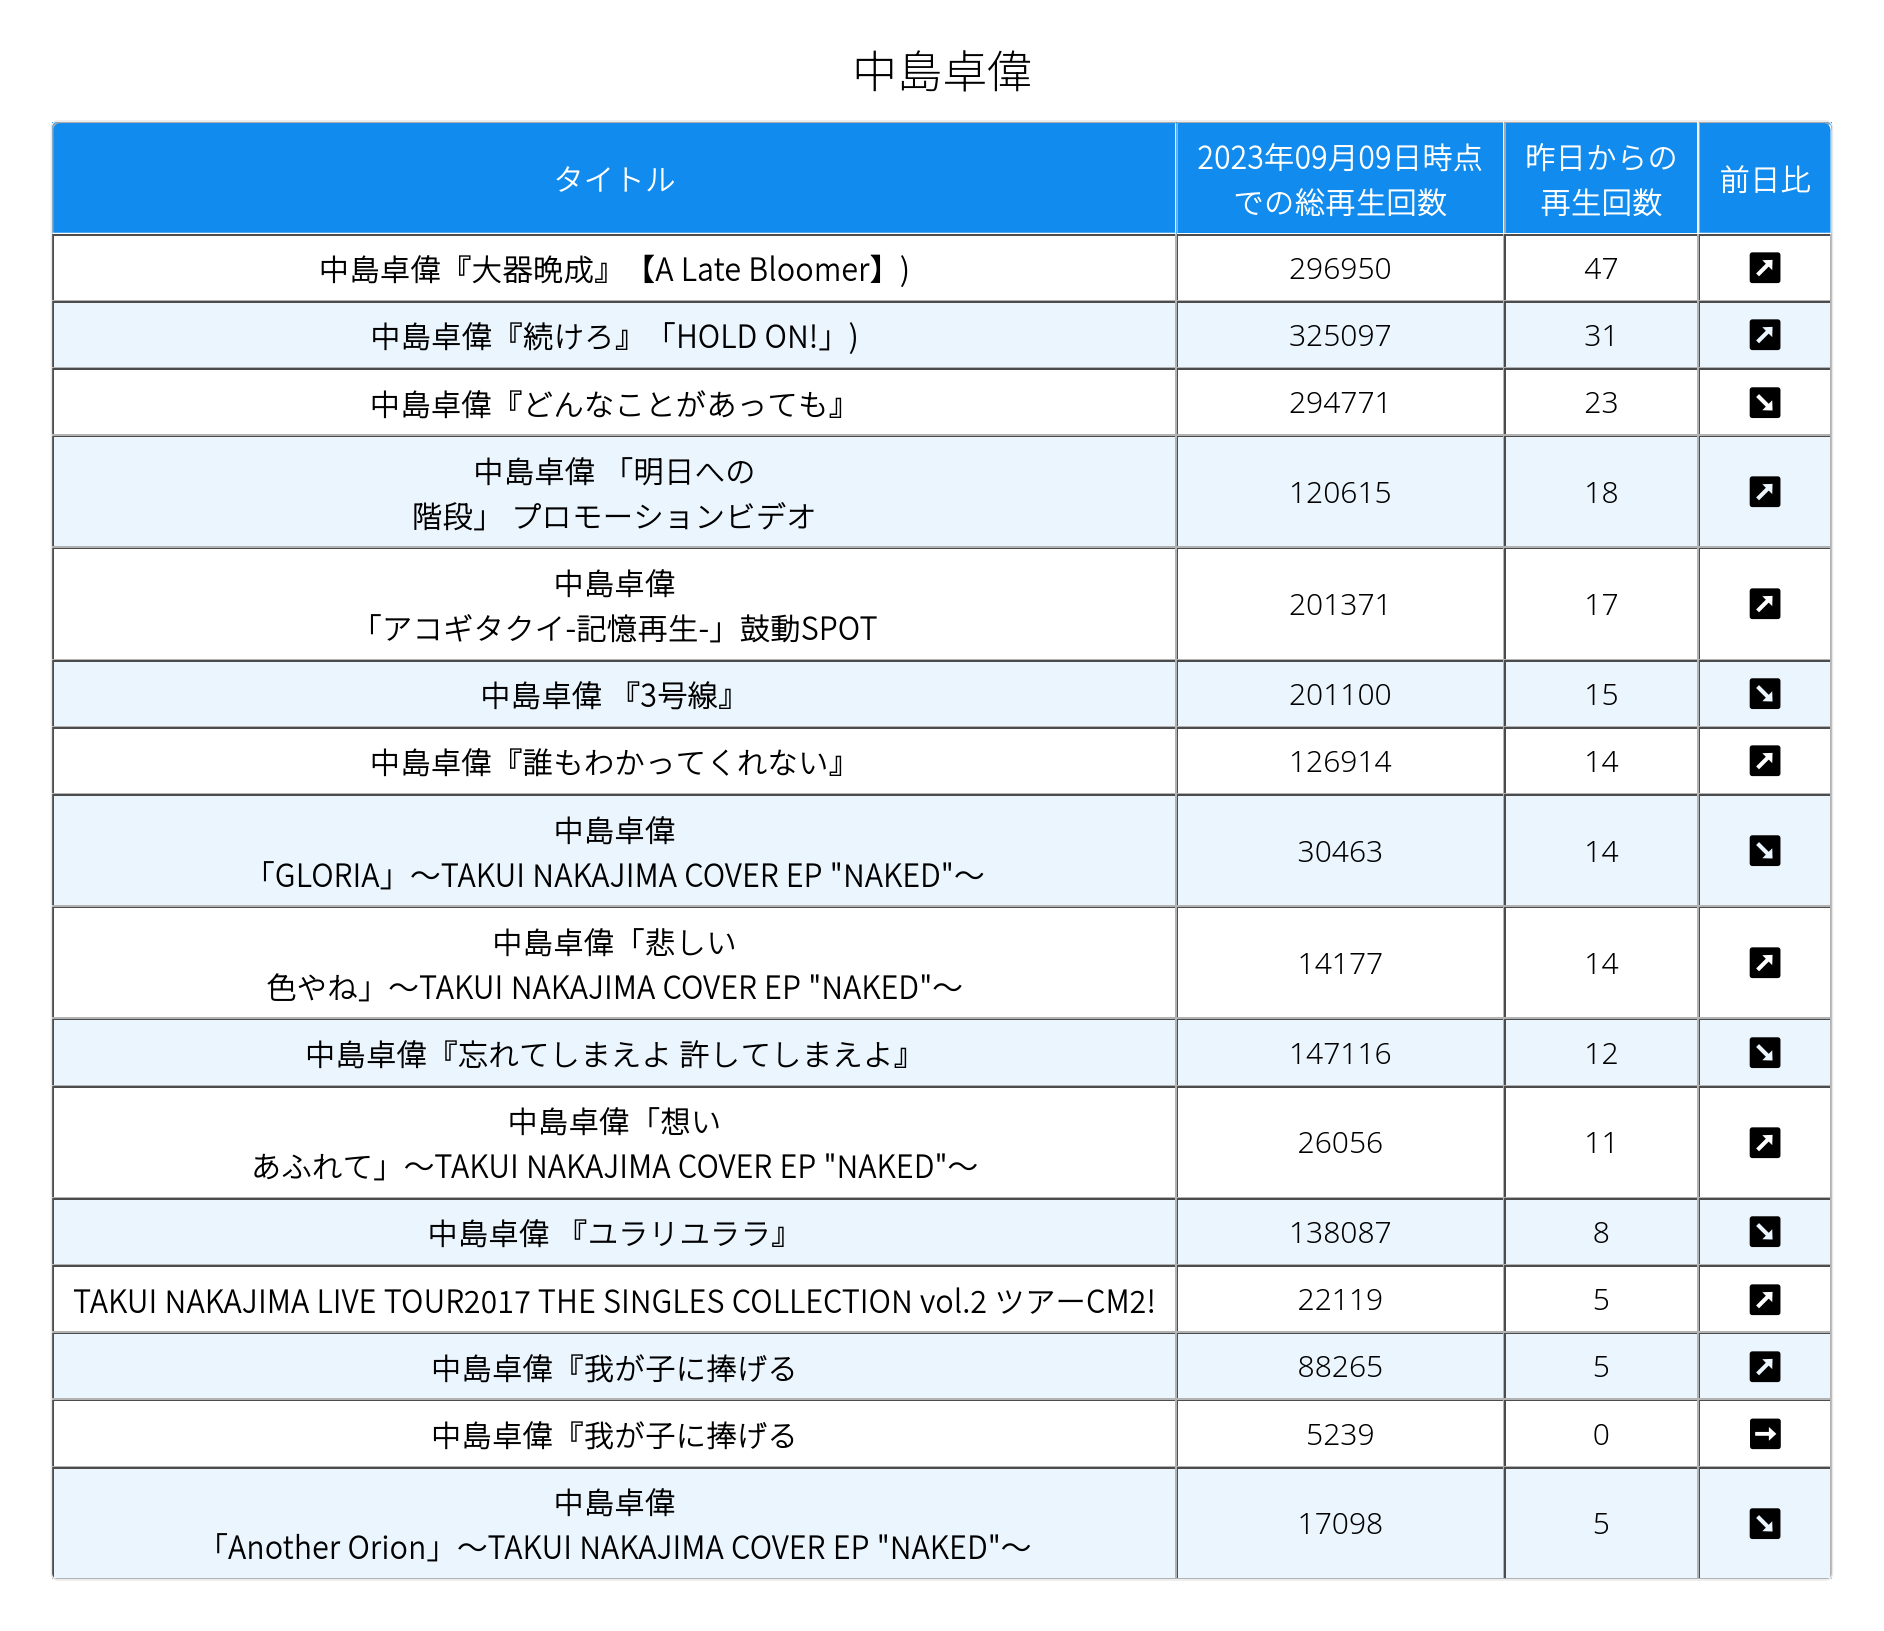 中島卓偉
タイトル
2023年09月09日時点
での総再生回数
昨日からの
再生回数
前日比
中島卓偉『大器晩成』【A Late Bloomer】)
296950
47
中島卓偉『続けろ』「HOLD ON!」)
325097
31
中島卓偉『どんなことがあっても』
294771
23
中島卓偉 「明日への
階段」 プロモーションビデオ
120615
18
中島卓偉
「アコギタクイ-記憶再生-」鼓動SPOT
201371
17
中島卓偉 『3号線』
201100
15
中島卓偉『誰もわかってくれない』
126914
14
中島卓偉
「GLORIA」～TAKUI NAKAJIMA COVER EP "NAKED"～
30463
14
中島卓偉「悲しい
色やね」～TAKUI NAKAJIMA COVER EP "NAKED"～
14177
14
中島卓偉『忘れてしまえよ 許してしまえよ』
147116
12
中島卓偉「想い
あふれて」～TAKUI NAKAJIMA COVER EP "NAKED"～
26056
11
中島卓偉 『ユラリユララ』
138087
8
TAKUI NAKAJIMA LIVE TOUR2017 THE SINGLES COLLECTION vol.2 ツアーCM2!
22119
5
中島卓偉『我が子に捧げる
88265
5
中島卓偉『我が子に捧げる
5239
0
中島卓偉
「Another Orion」～TAKUI NAKAJIMA COVER EP "NAKED"～
17098
5